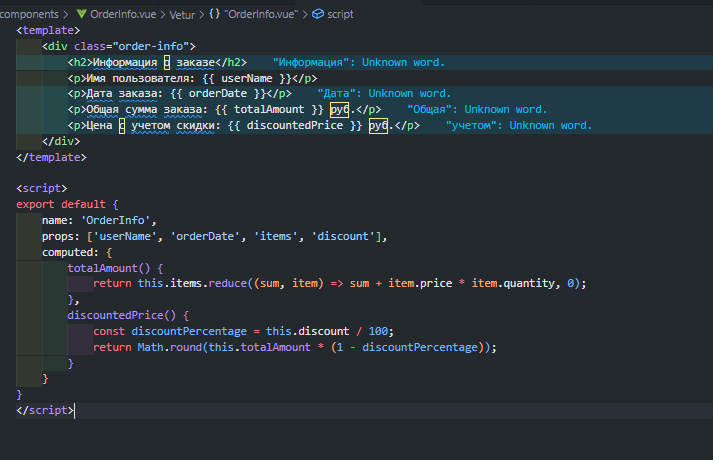 components > OrderInfo.vue > Vetur > {} "OrderInfo.vue" > script
<template>
<div class="order-info">
<h2>Информация о заказе</h2> "Информация": Unknown word.
<p>Имя пользователя: {{ userName }}</p>
<p>Дата заказа: {{ orderDate }}</p> "Дата": Unknown word.
<p>Общая сумма заказа: {{ totalAmount }} руб.</p> "Общая": Unknown word.
<p>Цена с учетом скидки: {{ discountedPrice }} руб.</p> "учетом": Unknown word.
</div>
</template>
<script>
export default {
name: 'OrderInfo',
props: ['userName', 'orderDate', 'items', 'discount'],
computed: {
totalAmount() {
return this.items.reduce((sum, item) => sum + item.price * item.quantity, 0);
},
discountedPrice() {
const discountPercentage = this.discount / 100;
return Math.round(this.totalAmount * (1 - discountPercentage));
}
}
}
</script>